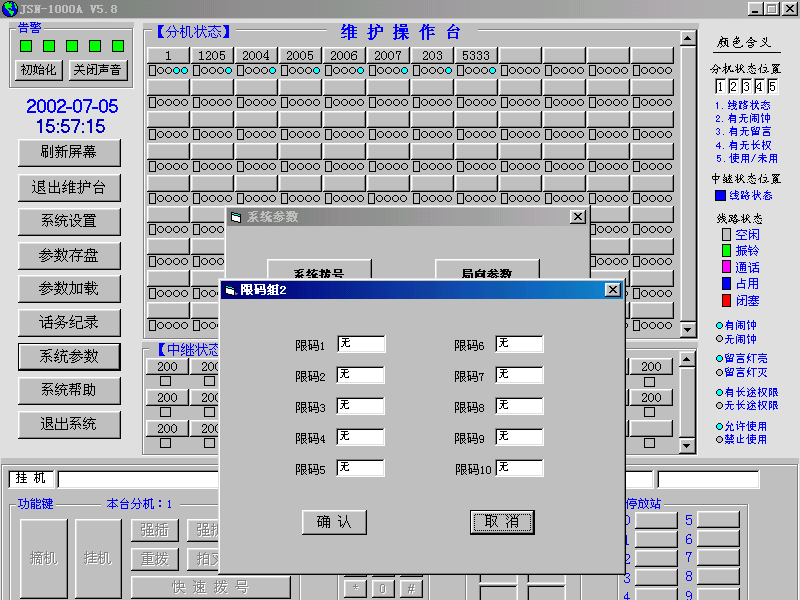 JSN-1000A V5.8
告警
初始化 关闭声音
2002-07-05
15:57:15
刷新屏幕
退出维护台
系统设置
参数存盘
参数加载
话务纪录
系统参数
系统帮助
退出系统
【分机状态】 维 护 操 作 台
1 1205 2004 2005 2006 2007 203 5333
颜色含义
分机状态位置
1 2 3 4 5
1. 线路状态
2. 有无闹钟
3. 有无留言
4. 有无长权
5. 使用/未用
中继状态位置
线路状态
线路状态
空闲
振铃
通话
占用
闭塞
有闹钟
无闹钟
留言灯亮
留言灯灭
有长途权限
无长途权限
允许使用
禁止使用
系统参数
系统拨号 局向参数
【中继状态
200 200 200
200 200 200
200 200
限码组2
限码1 无 限码6 无
限码2 无 限码7 无
限码3 无 限码8 无
限码4 无 限码9 无
限码5 无 限码10 无
确 认 取 消
挂 机
功能键 本台分机：1
摘机 挂机 强插
重拨
快 速 拨 号
* 0 #
停放站
0 5
1 6
2 7
3 8
4 9